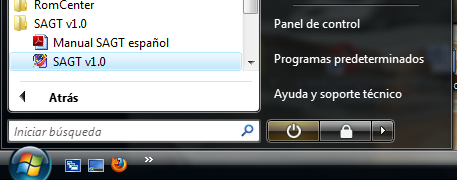 RomCenter
SAGT v1.0
Manual SAGT español
SAGT v1.0
Atrás
Iniciar búsqueda
Panel de control
Programas predeterminados
Ayuda y soporte técnico
»